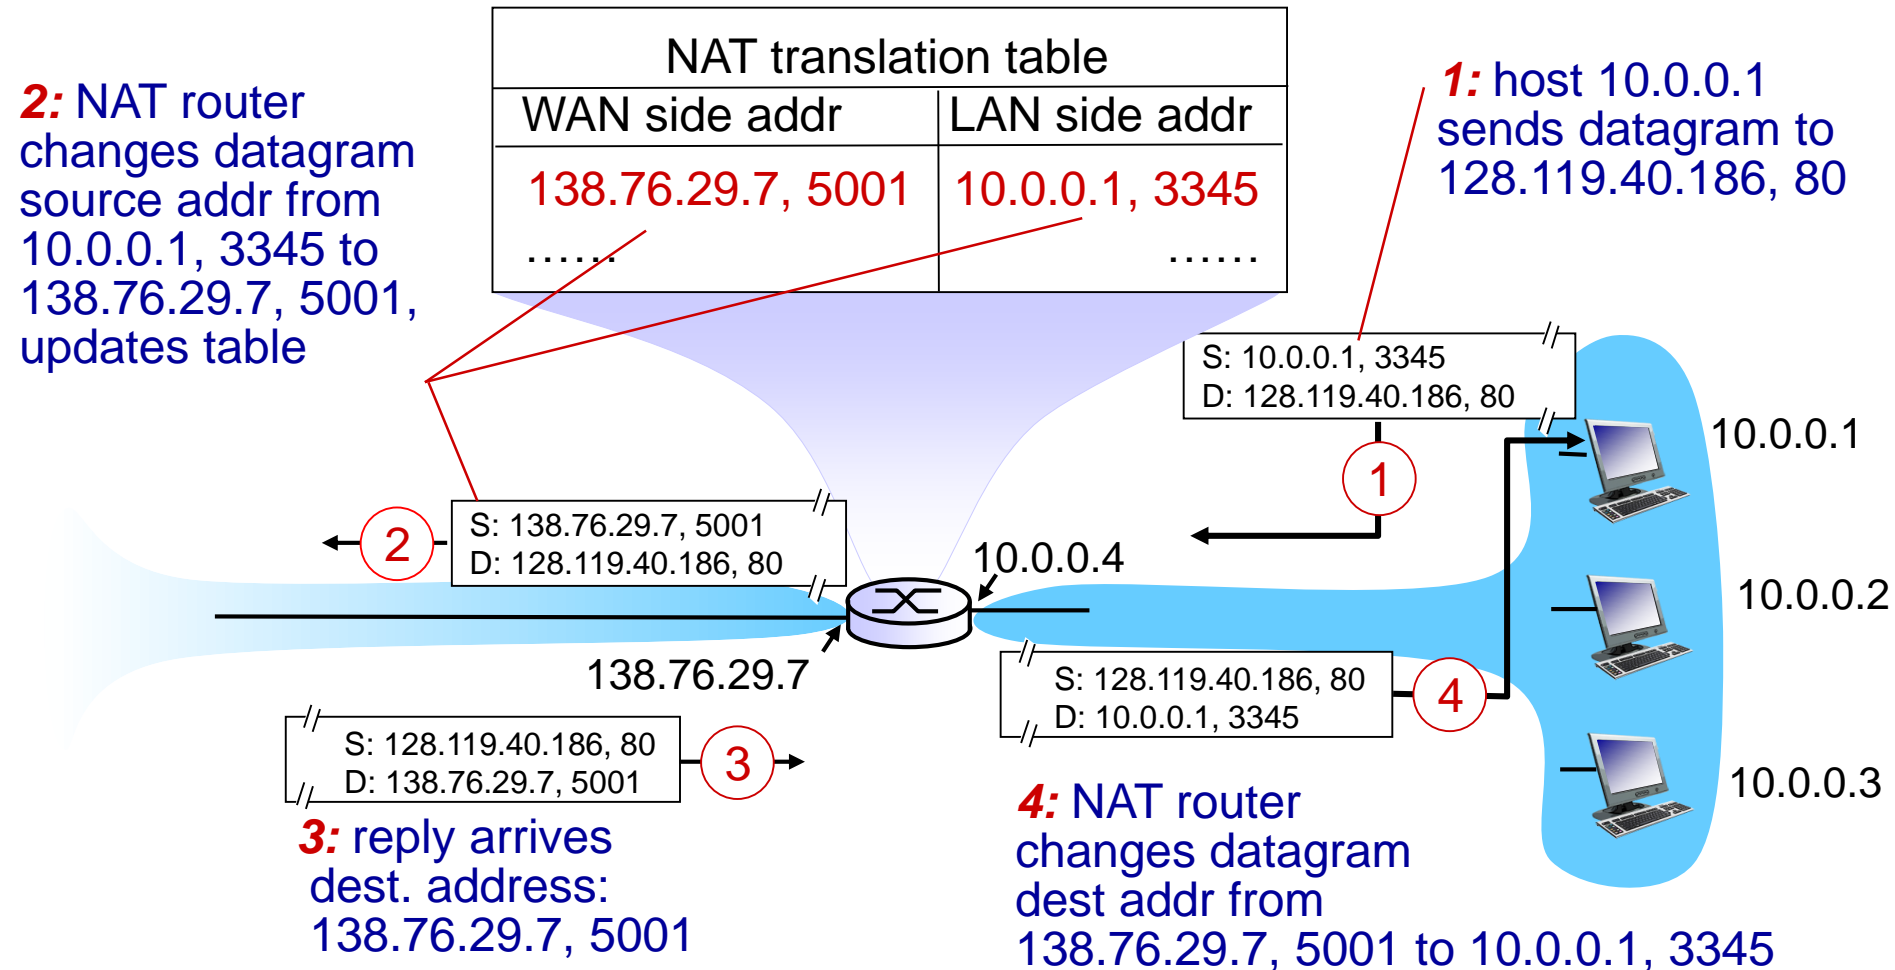 NAT translation table
WAN side addr LAN side addr
138.76.29.7, 5001 10.0.0.1, 3345
...... ......
2: NAT router
changes datagram
source addr from
10.0.0.1, 3345 to
138.76.29.7, 5001,
updates table
1: host 10.0.0.1
sends datagram to
128.119.40.186, 80
S: 10.0.0.1, 3345
D: 128.119.40.186, 80
1
10.0.0.1
S: 138.76.29.7, 5001
D: 128.119.40.186, 80
2
10.0.0.4
10.0.0.2
138.76.29.7
S: 128.119.40.186, 80
D: 10.0.0.1, 3345
4
S: 128.119.40.186, 80
D: 138.76.29.7, 5001
3
10.0.0.3
3: reply arrives
dest. address:
138.76.29.7, 5001
4: NAT router
changes datagram
dest addr from
138.76.29.7, 5001 to 10.0.0.1, 3345